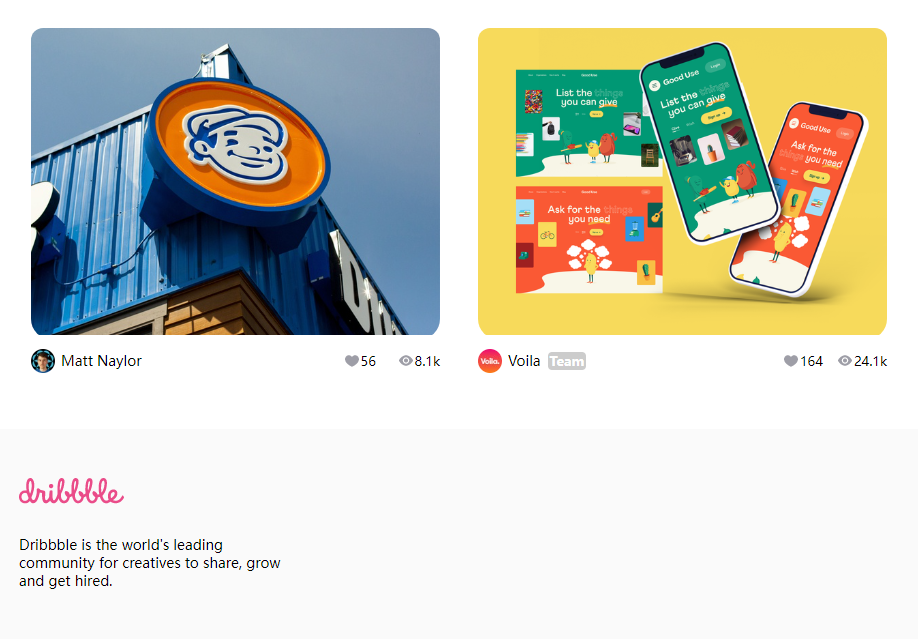 Good Use
Login
List the things
you can give
Sign up
List the things
you can give
Good Use
Login
Ask for the
things you need
Sign up
Ask for the things
you need
Matt Naylor
56
8.1k
Voila.
Voila Team
164
24.1k
dribbble
Dribbble is the world's leading
community for creatives to share, grow
and get hired.